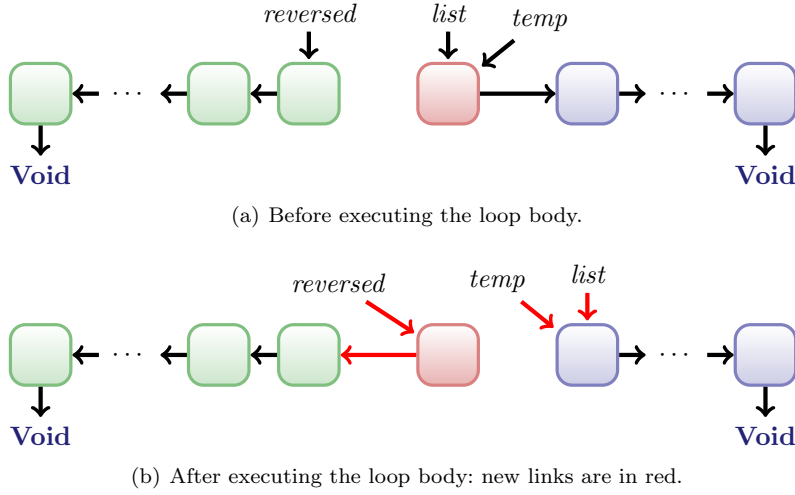 reversed list temp
··· ···
Void Void
(a) Before executing the loop body.
reversed temp list
··· ···
Void Void
(b) After executing the loop body: new links are in red.